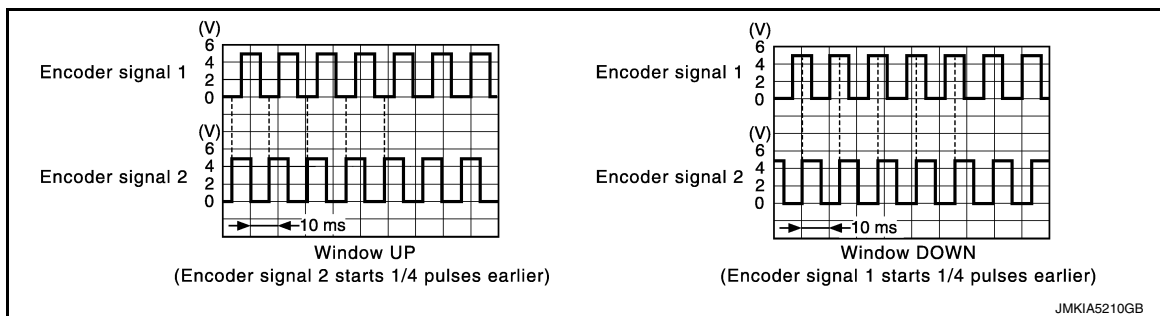 (V)
6
4
2
0
Encoder signal 1
(V)
6
4
2
0
Encoder signal 2
10 ms
Window UP
(Encoder signal 2 starts 1/4 pulses earlier)
(V)
6
4
2
0
Encoder signal 1
(V)
6
4
2
0
Encoder signal 2
10 ms
Window DOWN
(Encoder signal 1 starts 1/4 pulses earlier)
JMKIA5210GB